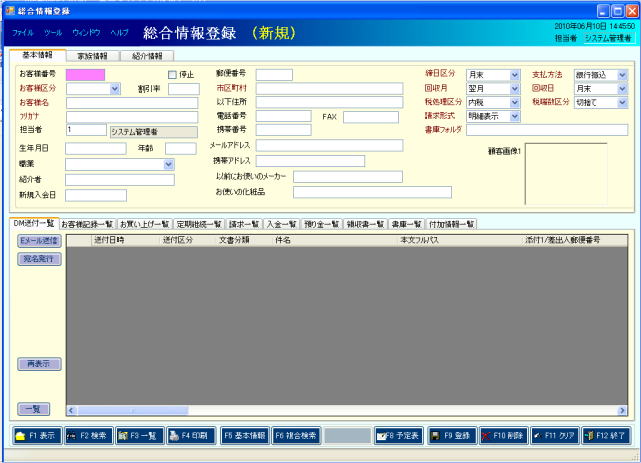 総合情報登録
ファイル ツール ウィンドウ ヘルプ 総合情報登録 (新規)
2010年06月10日 14:45:50
担当者 システム管理者
基本情報 家族情報 紹介情報
お客様番号 停止 郵便番号 締日区分 月末 支払方法 銀行振込
お客様区分 割引率 市区町村 回収月 翌月 回収日 月末
お客様名 以下住所 税処理区分 内税 税端数区分 切捨て
フリガナ 電話番号 FAX 請求形式 明細表示
担当者 1 システム管理者 携帯番号 書庫フォルダ
生年月日 年齢 メールアドレス 顧客画像1
職業 携帯アドレス
紹介者 以前にお使いのメーカー
新規入会日 お使いの化粧品
DM送付一覧 お客様記録一覧 お買い上げ一覧 定期継続一覧 請求一覧 入金一覧 預り金一覧 領収書一覧 書庫一覧 付加情報一覧
Eメール送信 送付日時 送付区分 文書分類 件名 本文フルパス 添付1/差出人郵便番号
宛名発行
再表示
一覧
F1 表示 F2 検索 F3 一覧 F4 印刷 F5 基本情報 F6 複合検索 F8 予定表 F9 登録 F10 削除 F11 クリア F12 終了